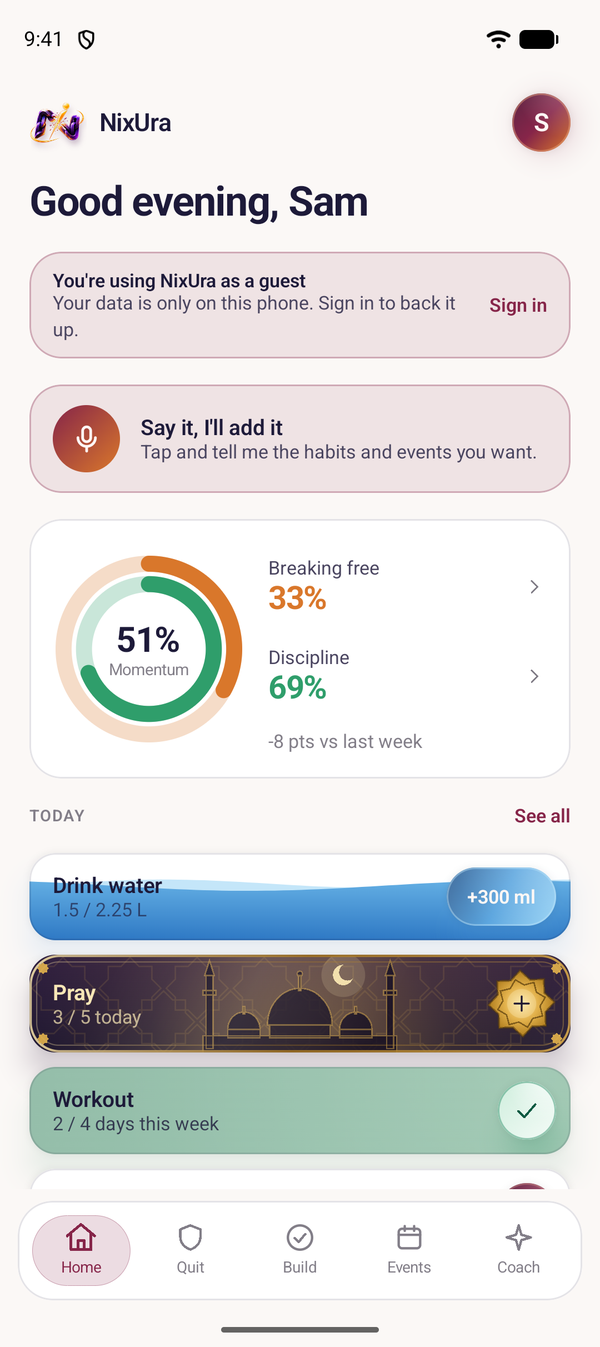 9:41
NixUra
S
Good evening, Sam
You're using NixUra as a guest
Your data is only on this phone. Sign in to back it
up.
Sign in
Say it, I'll add it
Tap and tell me the habits and events you want.
51%
Momentum
Breaking free
33%
Discipline
69%
-8 pts vs last week
TODAY
See all
Drink water
1.5 / 2.25 L
+300 ml
Pray
3 / 5 today
Workout
2 / 4 days this week
Home
Quit
Build
Events
Coach